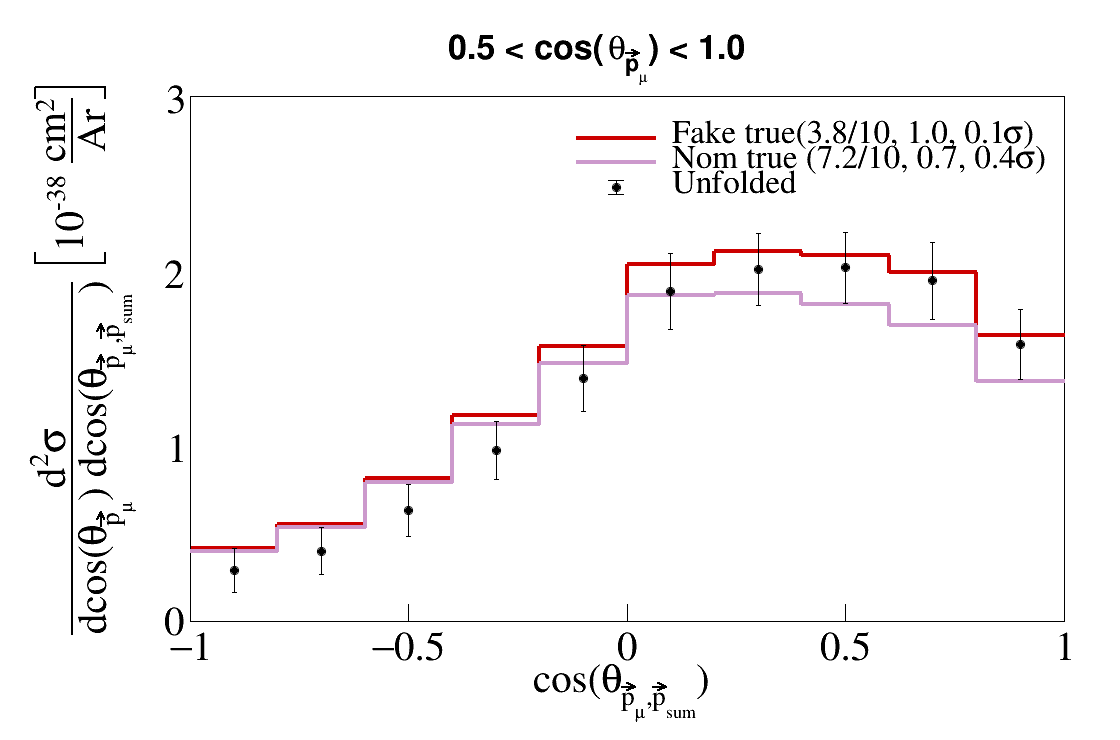 0.5 < cos(θp⃗μ) < 1.0
d²σ
dcos(θp⃗μ) dcos(θp⃗μ,p⃗sum)
[10⁻³⁸ cm²
Ar]
3
2
1
0
Fake true(3.8/10, 1.0, 0.1σ)
Nom true (7.2/10, 0.7, 0.4σ)
Unfolded
−1 −0.5 0 0.5 1
cos(θp⃗μ,p⃗sum)